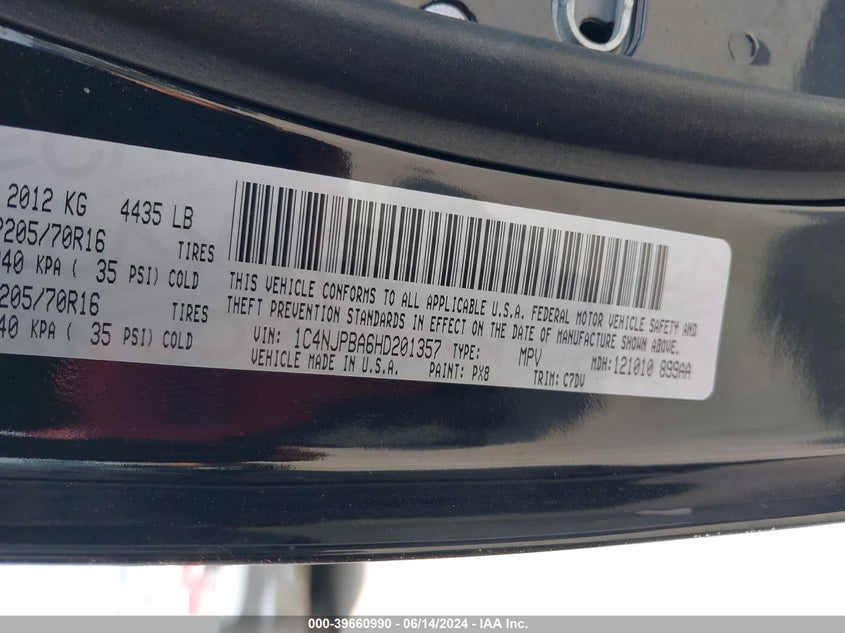 2012 KG 4435 LB
P205/70R16 TIRES
40 KPA ( 35 PSI) COLD
205/70R16 TIRES
40 KPA ( 35 PSI) COLD
THIS VEHICLE CONFORMS TO ALL APPLICABLE U.S.A. FEDERAL MOTOR VEHICLE SAFETY AND
THEFT PREVENTION STANDARDS IN EFFECT ON THE DATE OF MANUFACTURE SHOWN ABOVE.
VIN: 1C4NJPBA6HD201357 TYPE: MPV MDH:121010 899AA
VEHICLE MADE IN U.S.A. PAINT: PX8 TRIM: C7DV
000-39660990 - 06/14/2024 - IAA Inc.